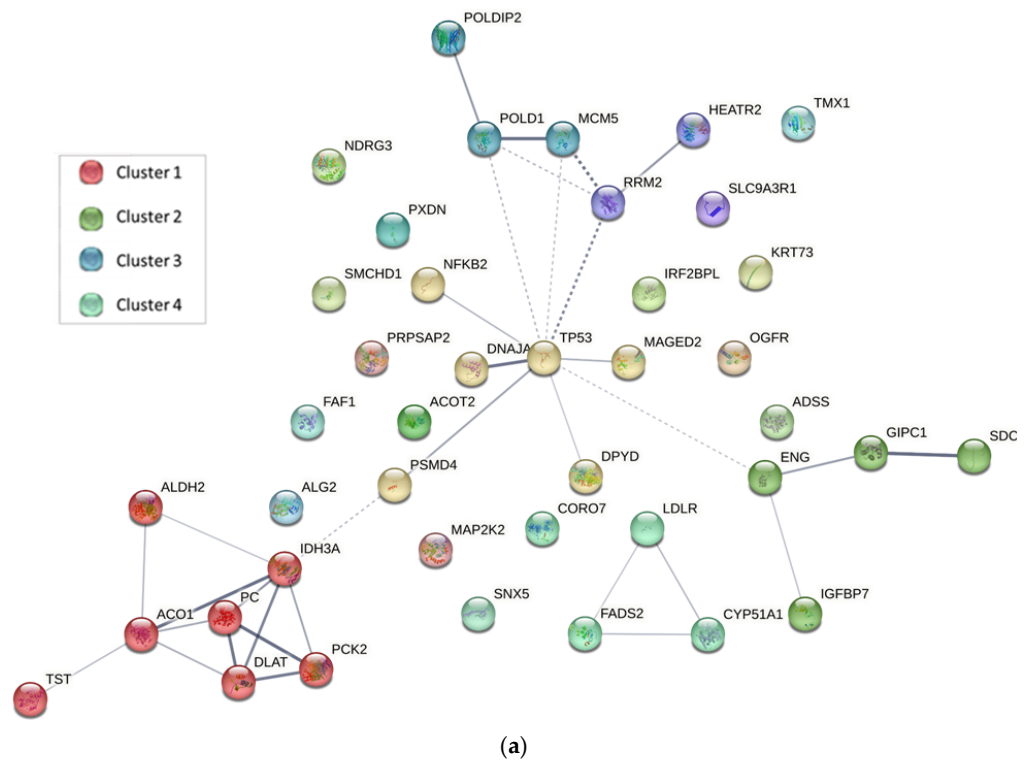 POLDIP2
POLD1
MCM5
HEATR2
TMX1
NDRG3
RRM2
SLC9A3R1
Cluster 1
Cluster 2
Cluster 3
Cluster 4
PXDN
SMCHD1
NFKB2
IRF2BPL
KRT73
PRPSAP2
DNAJA
TP53
MAGED2
OGFR
FAF1
ACOT2
ADSS
GIPC1
SDC
PSMD4
DPYD
ENG
ALDH2
ALG2
CORO7
LDLR
MAP2K2
IDH3A
SNX5
FADS2
CYP51A1
IGFBP7
ACO1
PC
DLAT
PCK2
TST
(a)